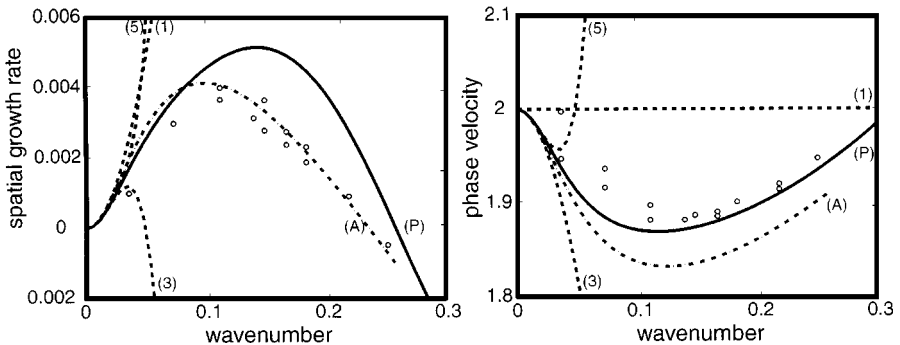 0.006
0.004
0.002
0
0.002
spatial growth rate
(5)
(1)
(3)
(A)
(P)
0
0.1
0.2
0.3
wavenumber
2.1
2
1.9
1.8
phase velocity
(5)
(1)
(P)
(A)
(3)
0
0.1
0.2
0.3
wavenumber